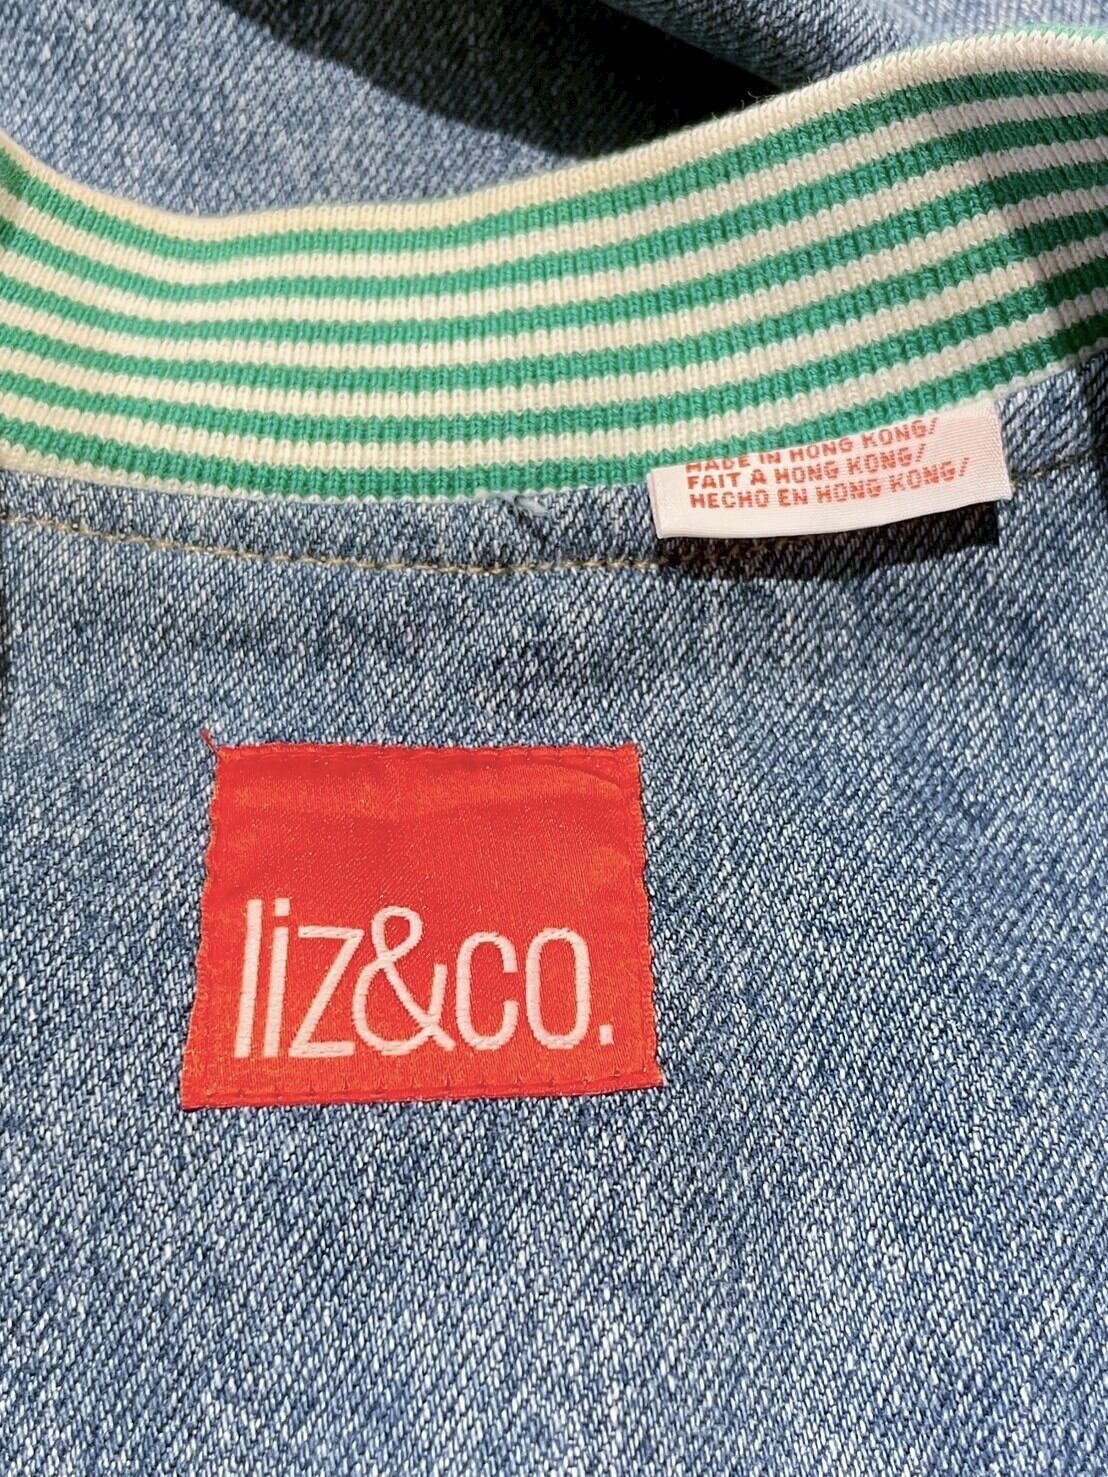 MADE IN HONG KONG/
FAIT A HONG KONG/
HECHO EN HONG KONG/
liz&co.